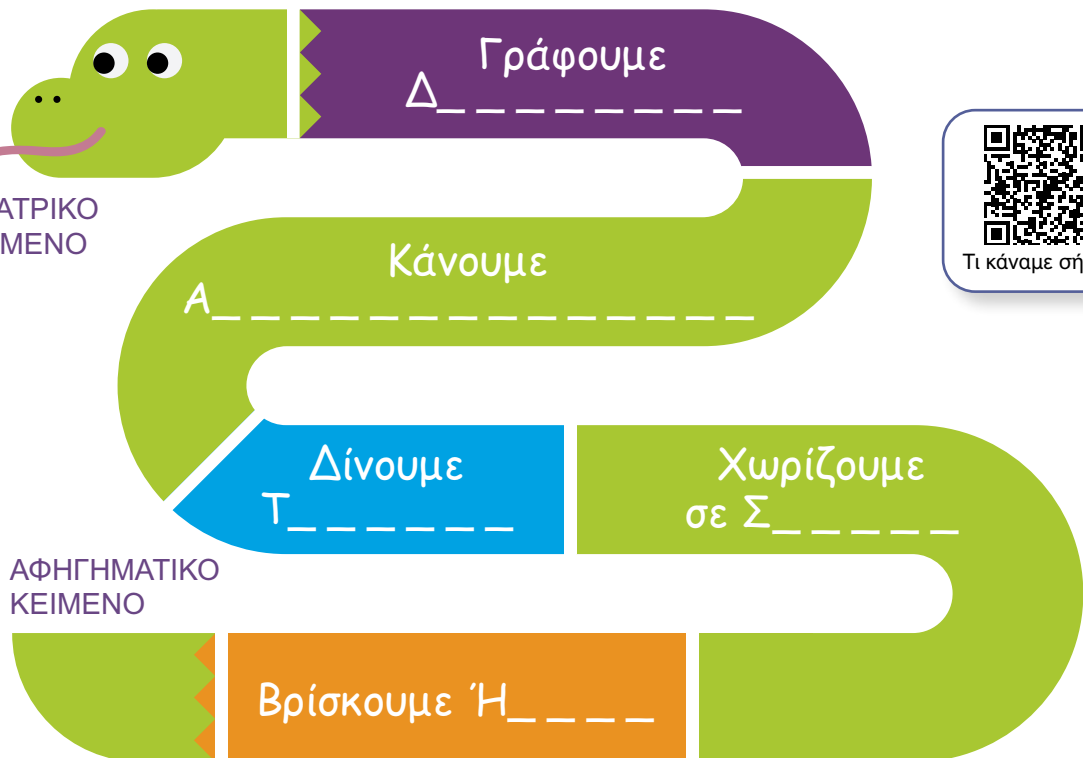 Γράφουμε
Δ_ _ _ _ _ _ _ _
ΑΤΡΙΚΟ
ΜΕΝΟ
Κάνουμε
Α_ _ _ _ _ _ _ _ _ _ _ _ _ _ _
Τι κάναμε σή
Δίνουμε
Τ_ _ _ _ _ _
Χωρίζουμε
σε Σ_ _ _ _ _
ΑΦΗΓΗΜΑΤΙΚΟ
ΚΕΙΜΕΝΟ
Βρίσκουμε Ή_ _ _ _